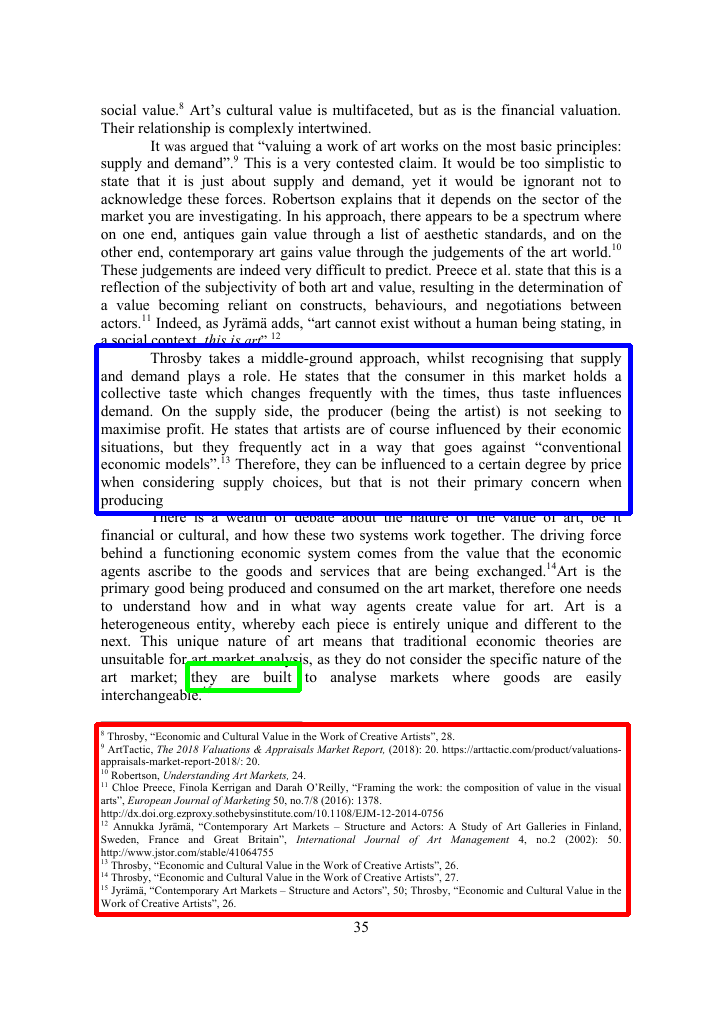 social value.8 Art’s cultural value is multifaceted, but as is the financial valuation.
Their relationship is complexly intertwined.
It was argued that “valuing a work of art works on the most basic principles:
supply and demand”.9 This is a very contested claim. It would be too simplistic to
state that it is just about supply and demand, yet it would be ignorant not to
acknowledge these forces. Robertson explains that it depends on the sector of the
market you are investigating. In his approach, there appears to be a spectrum where
on one end, antiques gain value through a list of aesthetic standards, and on the
other end, contemporary art gains value through the judgements of the art world.10
These judgements are indeed very difficult to predict. Preece et al. state that this is a
reflection of the subjectivity of both art and value, resulting in the determination of
a value becoming reliant on constructs, behaviours, and negotiations between
actors.11 Indeed, as Jyrämä adds, “art cannot exist without a human being stating, in
a social context, this is art”.12
Throsby takes a middle-ground approach, whilst recognising that supply
and demand plays a role. He states that the consumer in this market holds a
collective taste which changes frequently with the times, thus taste influences
demand. On the supply side, the producer (being the artist) is not seeking to
maximise profit. He states that artists are of course influenced by their economic
situations, but they frequently act in a way that goes against “conventional
economic models”.13 Therefore, they can be influenced to a certain degree by price
when considering supply choices, but that is not their primary concern when
producing
There is a wealth of debate about the nature of the value of art, be it
financial or cultural, and how these two systems work together. The driving force
behind a functioning economic system comes from the value that the economic
agents ascribe to the goods and services that are being exchanged.14Art is the
primary good being produced and consumed on the art market, therefore one needs
to understand how and in what way agents create value for art. Art is a
heterogeneous entity, whereby each piece is entirely unique and different to the
next. This unique nature of art means that traditional economic theories are
unsuitable for art market analysis, as they do not consider the specific nature of the
art market; they are built to analyse markets where goods are easily
interchangeable.
8 Throsby, “Economic and Cultural Value in the Work of Creative Artists”, 28.
9 ArtTactic, The 2018 Valuations & Appraisals Market Report, (2018): 20. https://arttactic.com/product/valuations-
appraisals-market-report-2018/: 20.
10 Robertson, Understanding Art Markets, 24.
11 Chloe Preece, Finola Kerrigan and Darah O’Reilly, “Framing the work: the composition of value in the visual
arts”, European Journal of Marketing 50, no.7/8 (2016): 1378.
http://dx.doi.org.ezproxy.sothebysinstitute.com/10.1108/EJM-12-2014-0756
12 Annukka Jyrämä, “Contemporary Art Markets – Structure and Actors: A Study of Art Galleries in Finland,
Sweden, France and Great Britain”, International Journal of Art Management 4, no.2 (2002): 50.
http://www.jstor.com/stable/41064755
13 Throsby, “Economic and Cultural Value in the Work of Creative Artists”, 26.
14 Throsby, “Economic and Cultural Value in the Work of Creative Artists”, 27.
15 Jyrämä, “Contemporary Art Markets – Structure and Actors”, 50; Throsby, “Economic and Cultural Value in the
Work of Creative Artists”, 26.
35